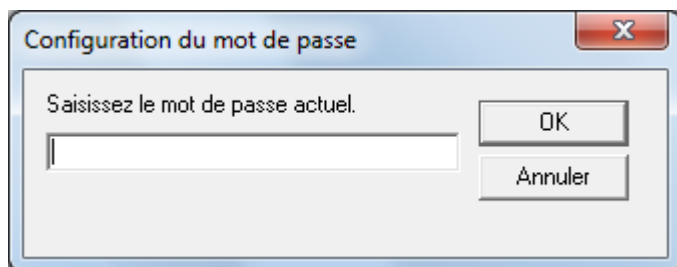 Configuration du mot de passe
Saisissez le mot de passe actuel.
OK
Annuler